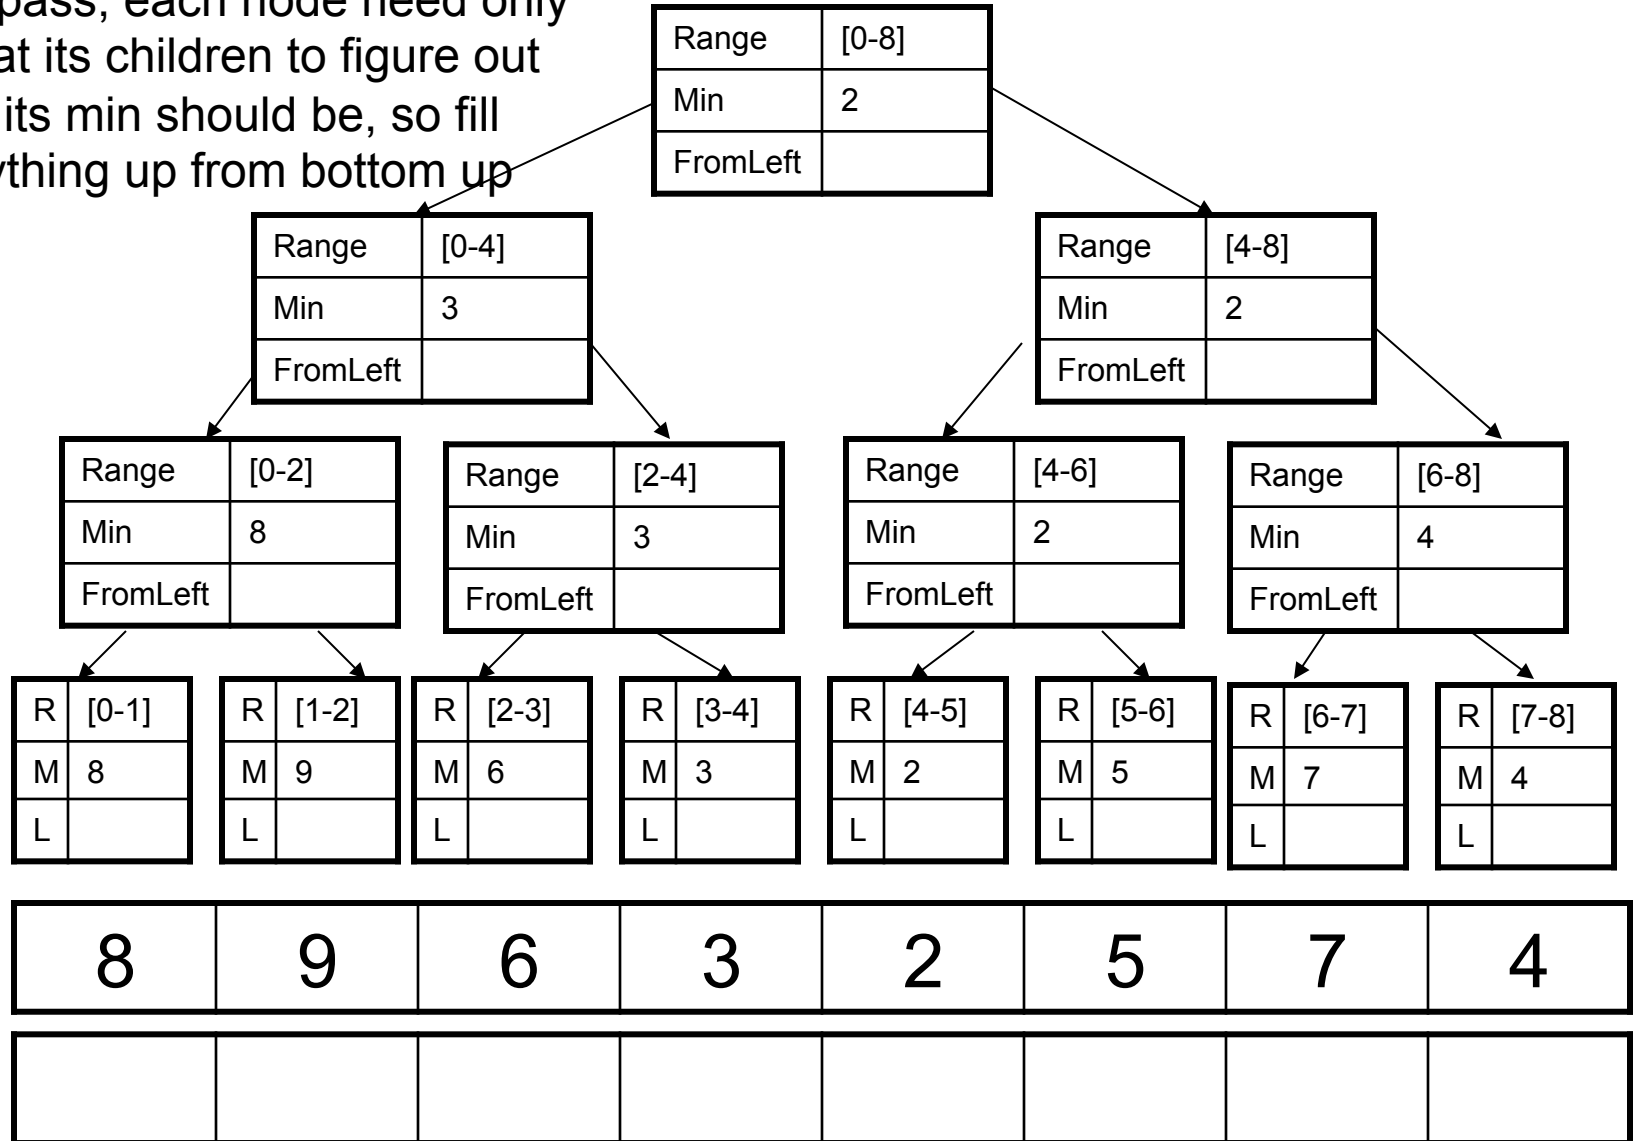 pass, each node need only
at its children to figure out
its min should be, so fill
ything up from bottom up
Range [0-8]
Min 2
FromLeft
Range [0-4]
Min 3
FromLeft
Range [4-8]
Min 2
FromLeft
Range [0-2]
Min 8
FromLeft
Range [2-4]
Min 3
FromLeft
Range [4-6]
Min 2
FromLeft
Range [6-8]
Min 4
FromLeft
R [0-1]
M 8
L
R [1-2]
M 9
L
R [2-3]
M 6
L
R [3-4]
M 3
L
R [4-5]
M 2
L
R [5-6]
M 5
L
R [6-7]
M 7
L
R [7-8]
M 4
L
8 9 6 3 2 5 7 4